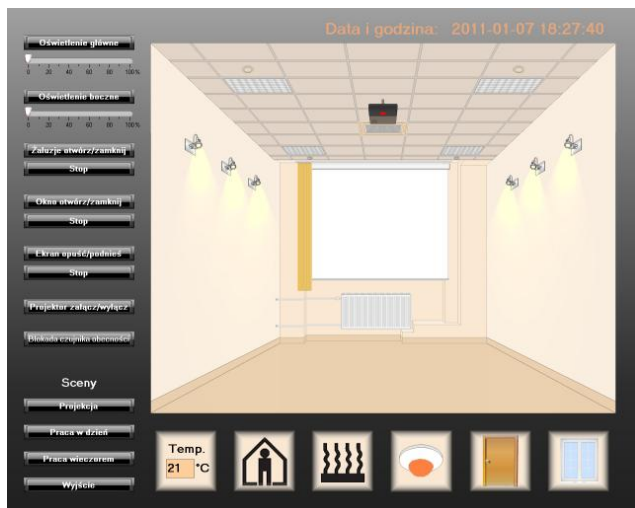 Data i godzina: 2011-01-07 18:27:40
Oświetlenie główne
0 20 40 60 80 100%
Oświetlenie boczne
0 20 40 60 80 100%
Żaluzje otwórz/zamknij
Stop
Okna otwórz/zamknij
Stop
Ekran opuść/podnieś
Stop
Projektor załącz/wyłącz
Blokada czujnika obecności
Sceny
Projekcja
Praca w dzień
Praca wieczorem
Wyjście
Temp.
21 °C